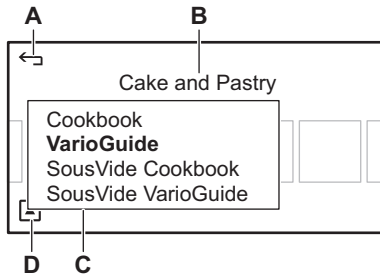 A
B
Cake and Pastry
Cookbook
VarioGuide
SousVide Cookbook
SousVide VarioGuide
D
C